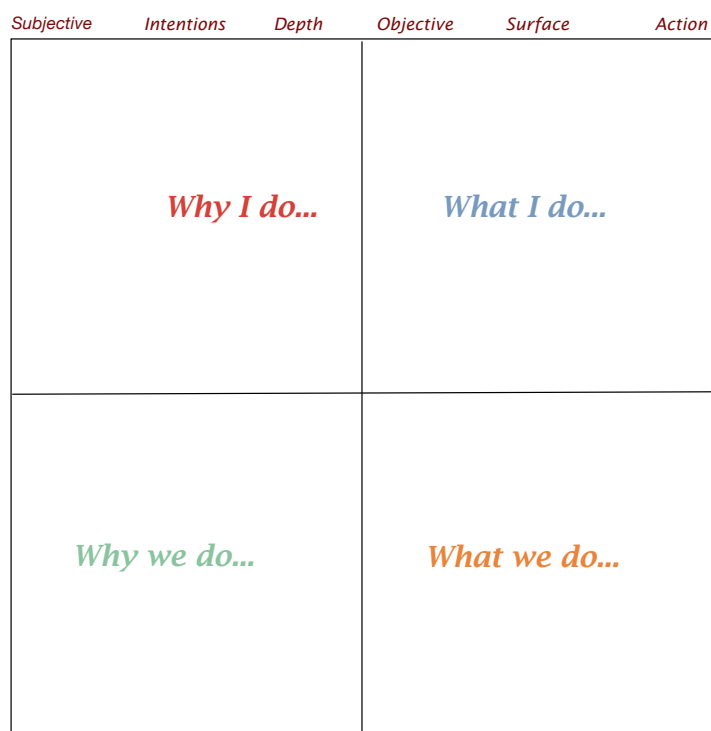 Subjective Intentions Depth Objective Surface Action
Why I do... What I do...
Why we do... What we do...